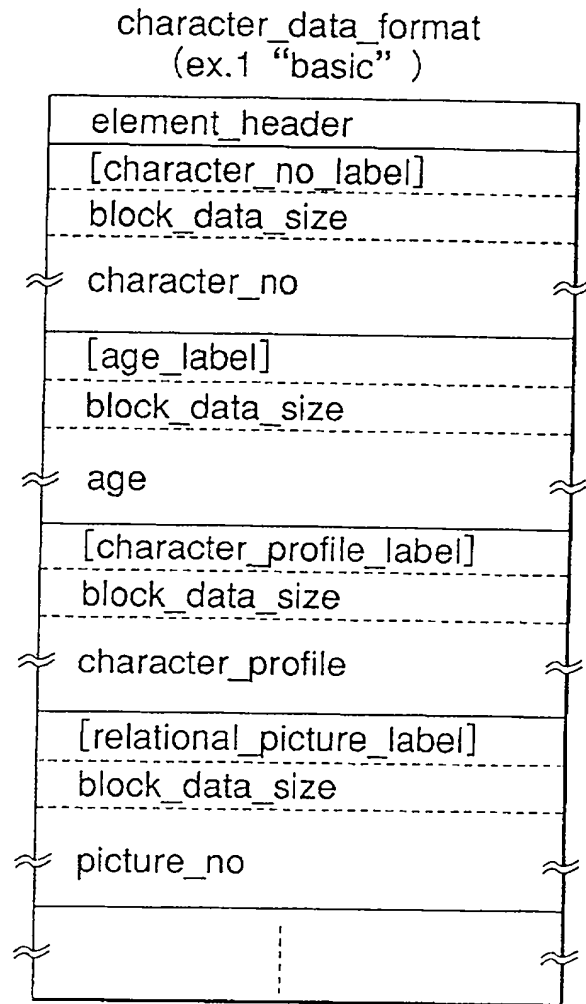 character_data_format
(ex.1 “basic” )
element_header
[character_no_label]
block_data_size
character_no
[age_label]
block_data_size
age
[character_profile_label]
block_data_size
character_profile
[relational_picture_label]
block_data_size
picture_no